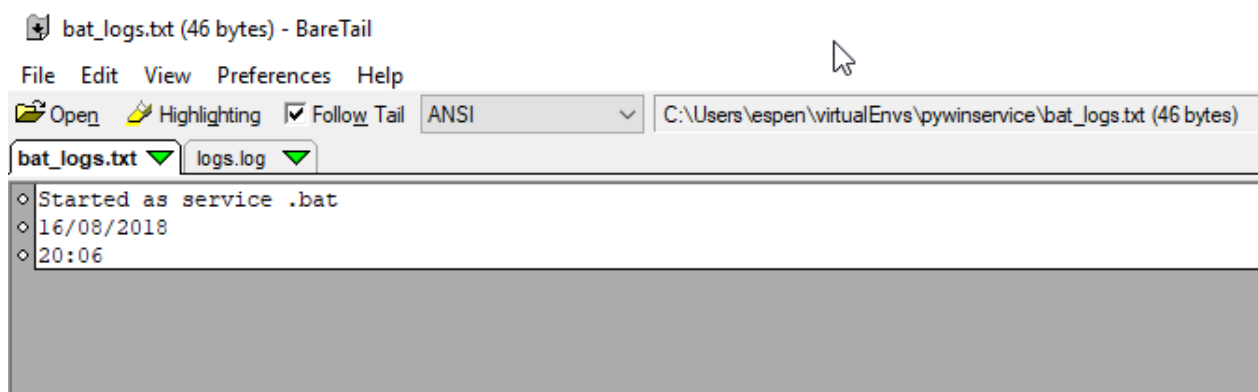 bat_logs.txt (46 bytes) - BareTail
File Edit View Preferences Help
Open Highlighting Follow Tail ANSI C:\Users\espen\virtualEnvs\pywinservice\bat_logs.txt (46 bytes)
bat_logs.txt logs.log
Started as service .bat
16/08/2018
20:06